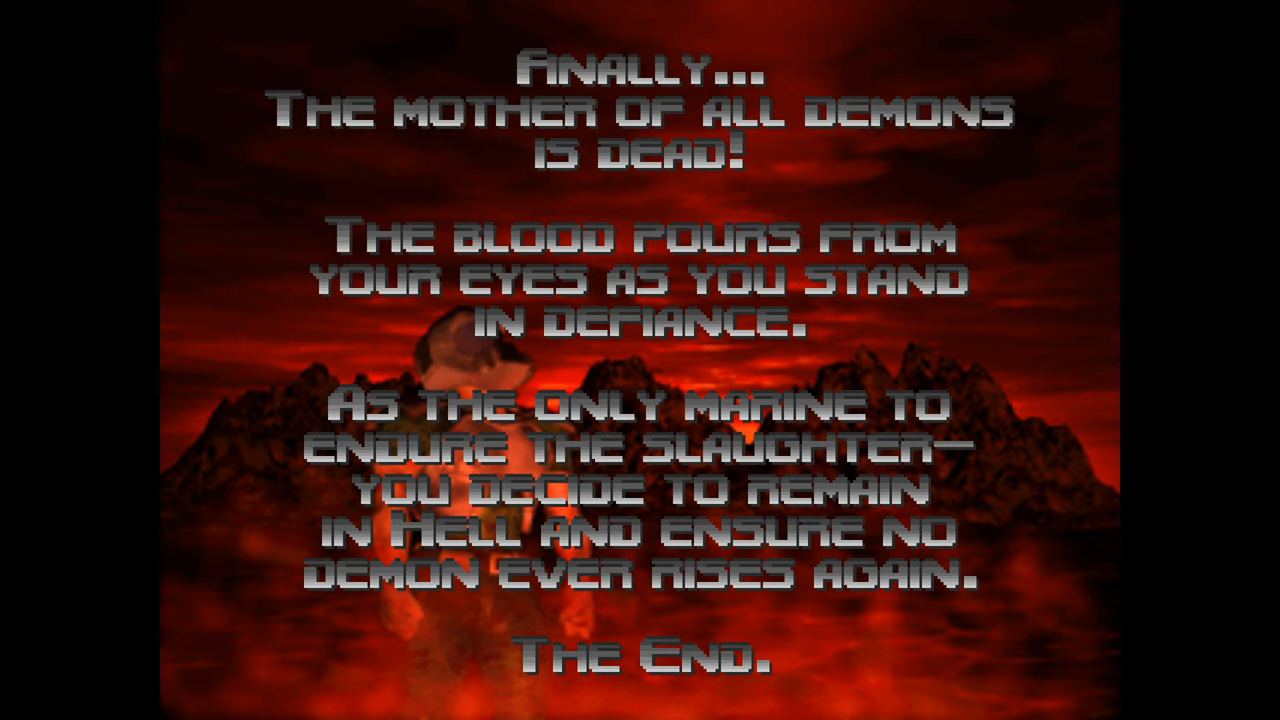 Finally...
The mother of all demons
is dead!
The blood pours from
your eyes as you stand
in defiance.
As the only marine to
endure the slaughter—
you decide to remain
in Hell and ensure no
demon ever rises again.
The End.